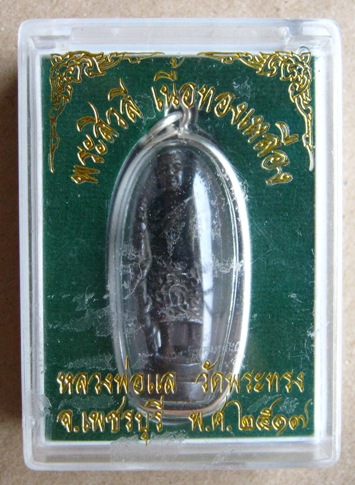 พระสิวลี เนื้อทองเหลือง
หลวงพ่อแล วัดพระทรง
จ.เพชรบุรี พ.ศ.๒๕๑๗